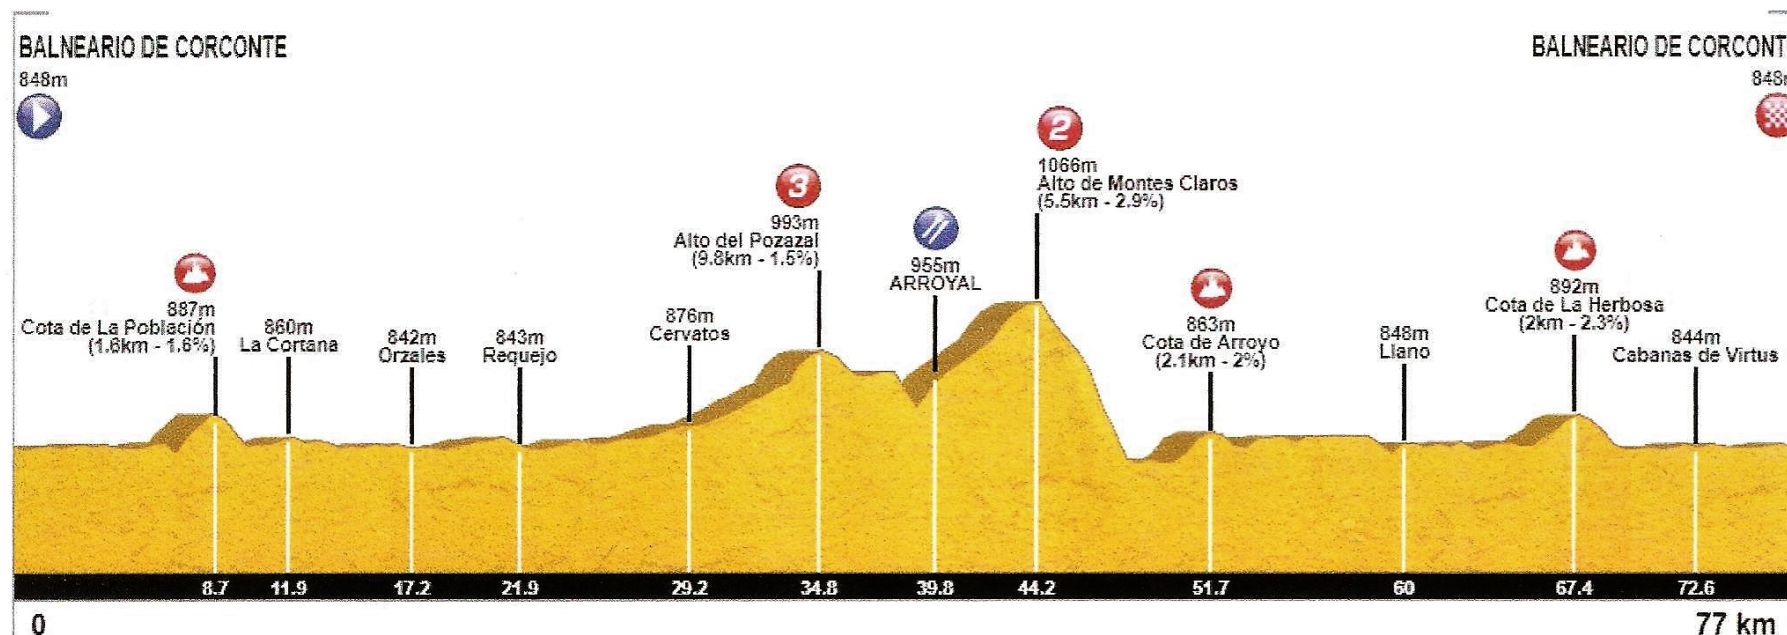 BALNEARIO DE CORCONTE
848m
BALNEARIO DE CORCONT
848m
887m
Cota de La Población
(1.6km - 1.6%)
860m
La Cortana
842m
Orzales
843m
Requejo
876m
Cervatos
3
993m
Alto del Pozazal
(9.8km - 1.5%)
955m
ARROYAL
2
1066m
Alto de Montes Claros
(5.5km - 2.9%)
863m
Cota de Arroyo
(2.1km - 2%)
848m
Llano
892m
Cota de La Herbosa
(2km - 2.3%)
844m
Cabanas de Virtus
8.7 11.9 17.2 21.9 29.2 34.8 39.8 44.2 51.7 60 67.4 72.6
0 77 km